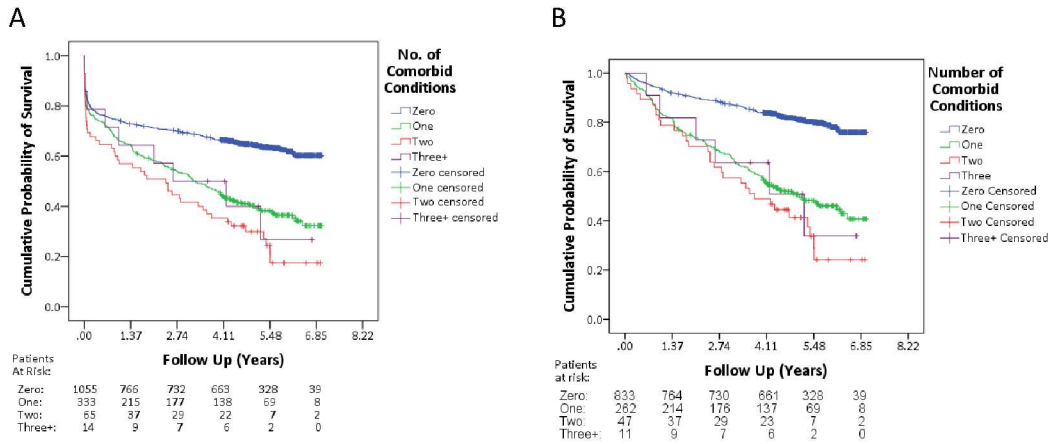 A
No. of
Comorbid
Conditions
Zero
One
Two
Three+
Zero censored
One censored
Two censored
Three+ censored
Cumulative Probability of Survival
1.0
0.8
0.6
0.4
0.2
0.0
.00 1.37 2.74 4.11 5.48 6.85 8.22
Follow Up (Years)
Patients
At Risk:
Zero: 1055 766 732 663 328 39
One: 333 215 177 138 69 8
Two: 65 37 29 22 7 2
Three+: 14 9 7 6 2 0
B
Number of
Comorbid
Conditions
Zero
One
Two
Three
Zero Censored
One Censored
Two Censored
Three+ Censored
Cumulative Probability of Survival
1.0
0.8
0.6
0.4
0.2
0.0
.00 1.37 2.74 4.11 5.48 6.85 8.22
Follow Up (Years)
Patients
at risk:
Zero: 833 764 730 661 328 39
One: 262 214 176 137 69 8
Two: 47 37 29 23 7 2
Three+: 11 9 7 6 2 0